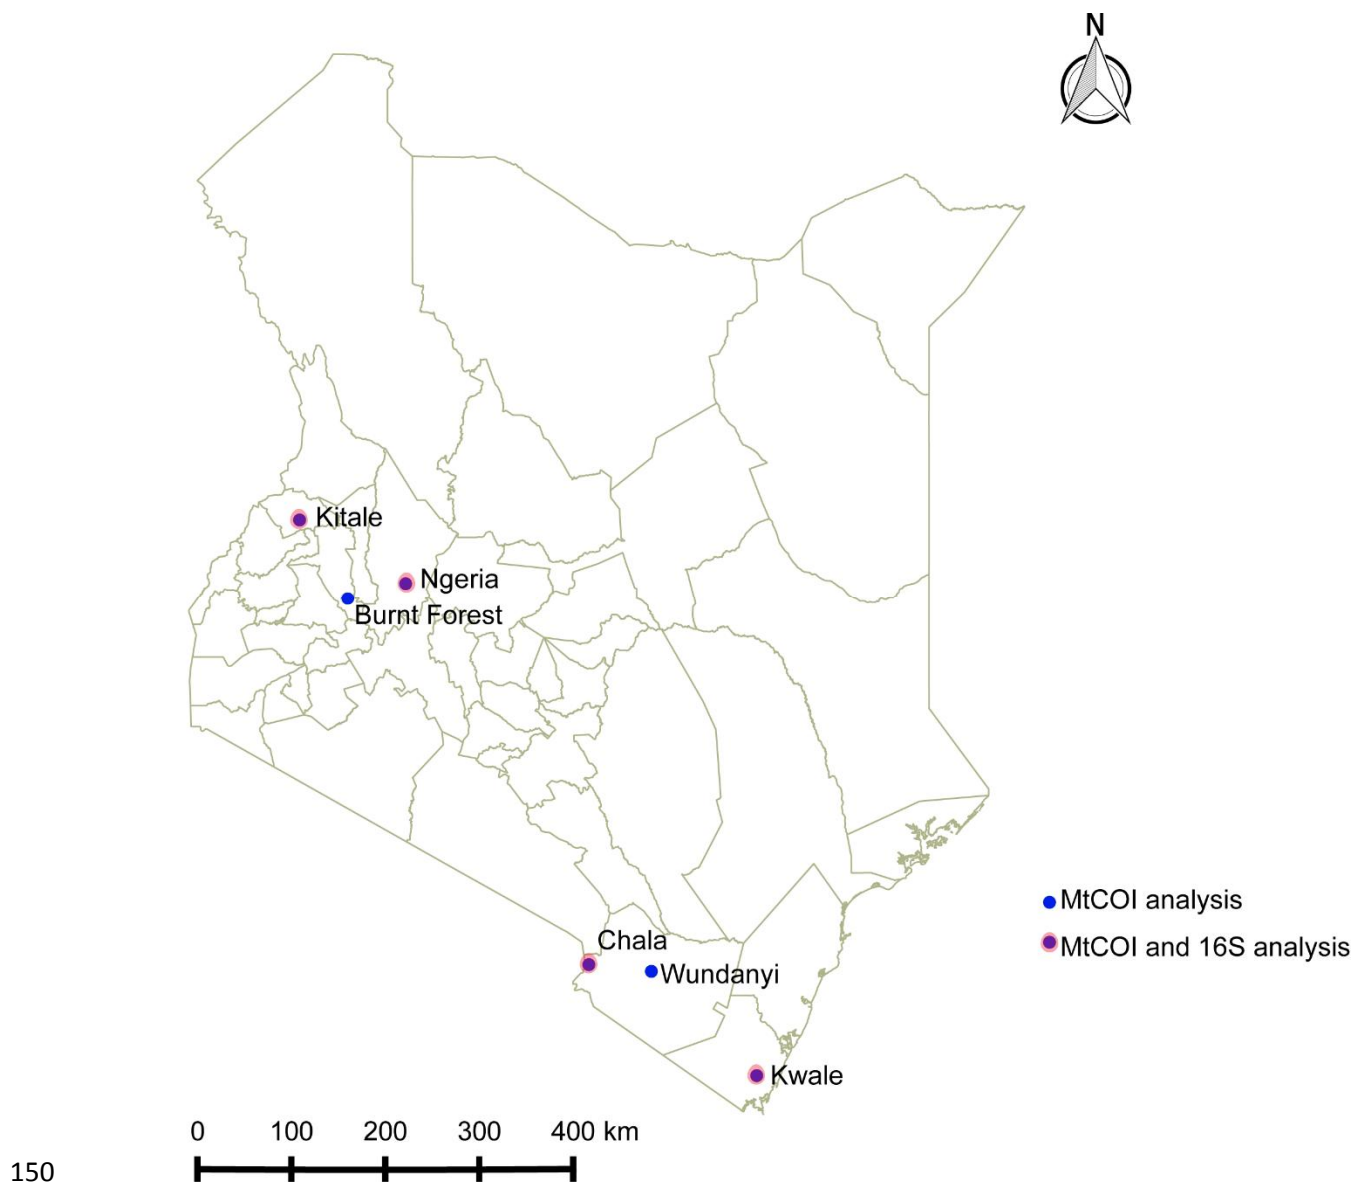 N
Kitale
Ngeria
Burnt Forest
MtCOI analysis
Chala
MtCOI and 16S analysis
Wundanyi
Kwale
0 100 200 300 400 km
150